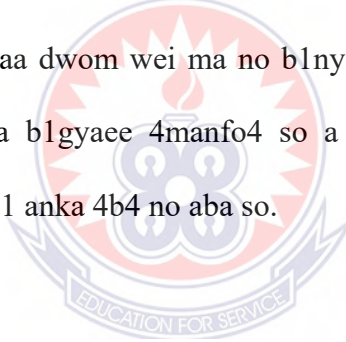 aa dwom wei ma no b1ny
a b1gyaee 4manfo4 so a
1 anka 4b4 no aba so.
EDUCATION FOR SERVICE